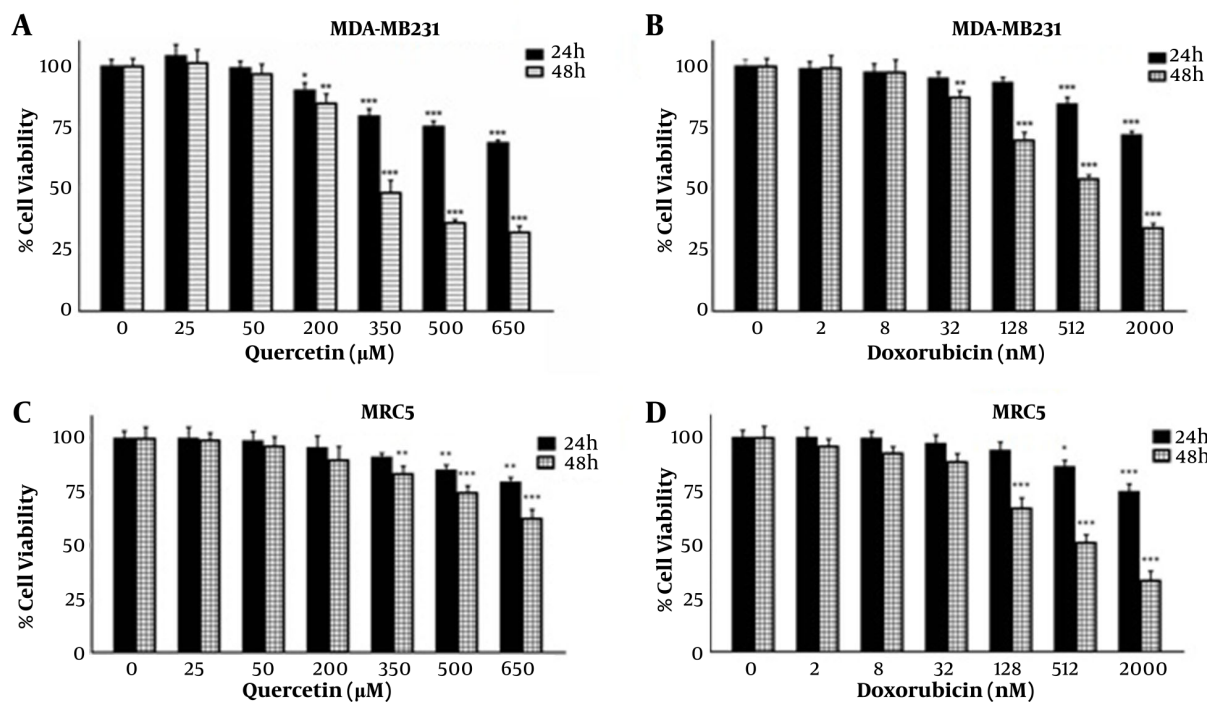 A
MDA-MB231
24h
48h
% Cell Viability
100
75
50
25
0
* ** *** *** *** *** *** ***
0 25 50 200 350 500 650
Quercetin (μM)
B
MDA-MB231
24h
48h
% Cell Viability
100
75
50
25
0
** *** *** *** *** ***
0 2 8 32 128 512 2000
Doxorubicin (nM)
C
MRC5
24h
48h
% Cell Viability
100
75
50
25
0
** ** *** ** ***
0 25 50 200 350 500 650
Quercetin (μM)
D
MRC5
24h
48h
% Cell Viability
100
75
50
25
0
*** * *** *** ***
0 2 8 32 128 512 2000
Doxorubicin (nM)